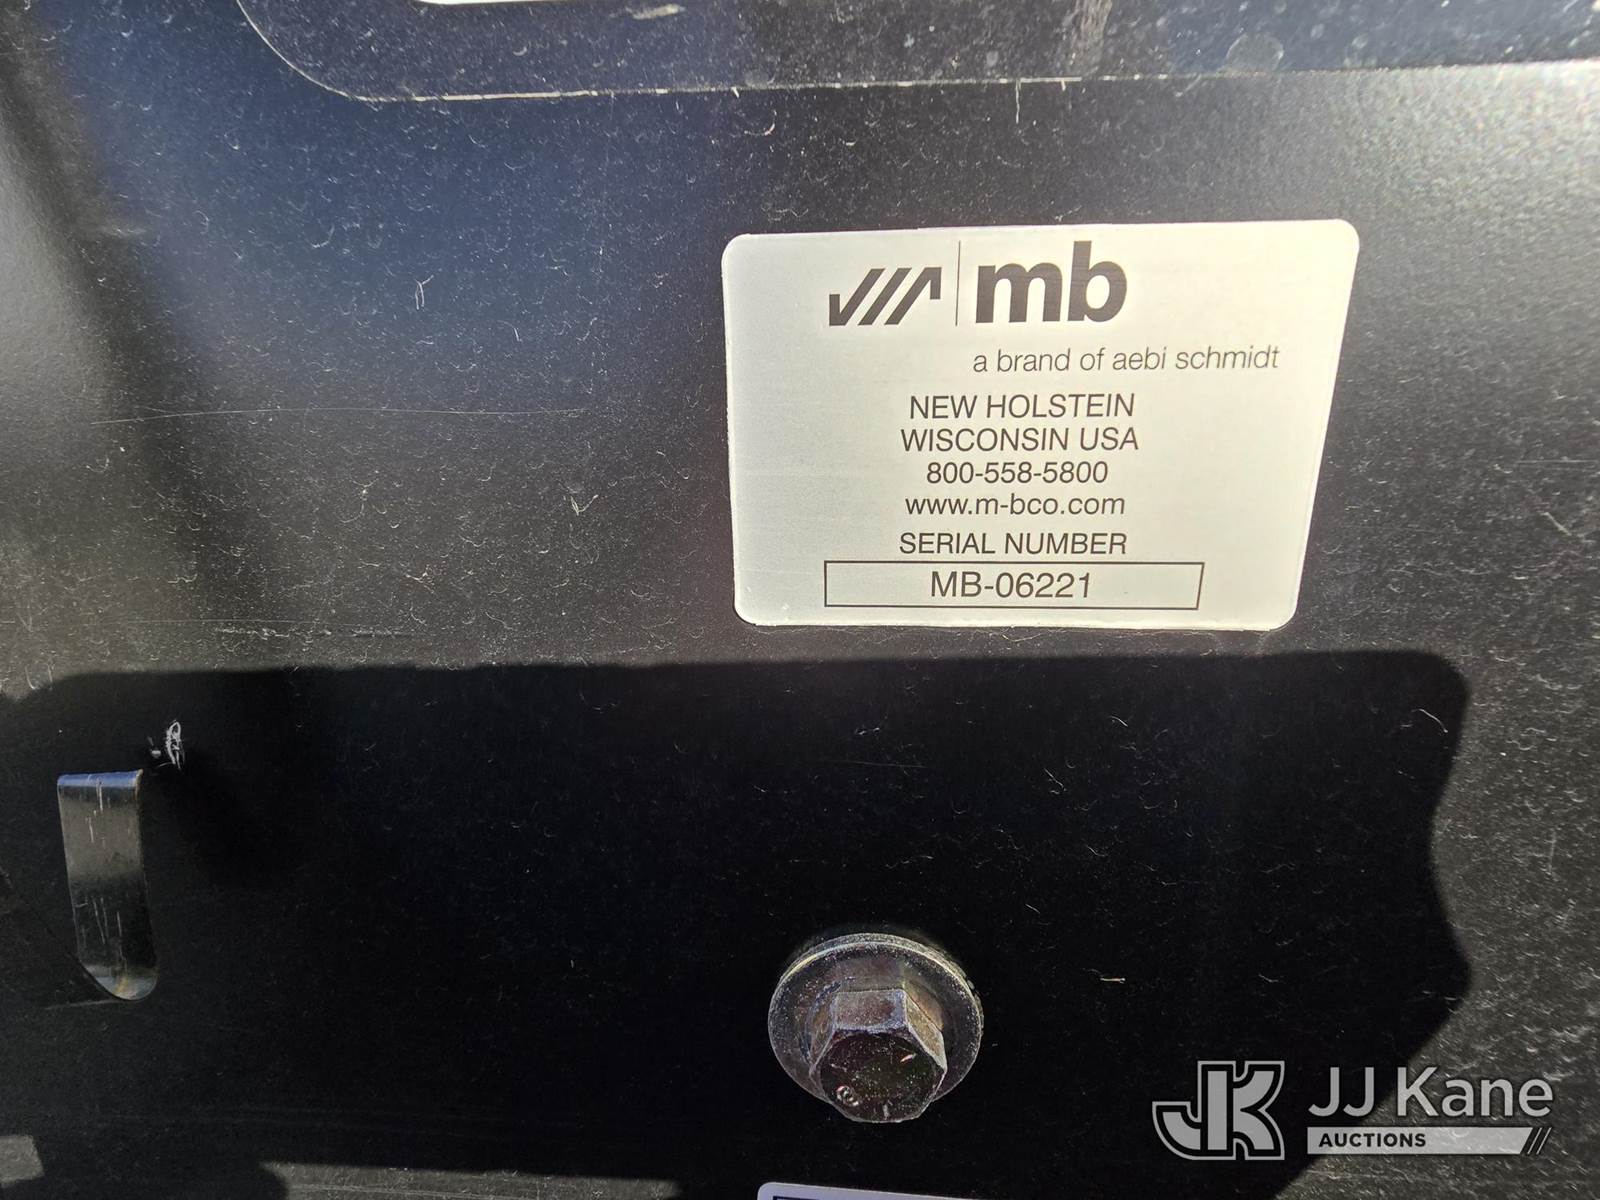 mb
a brand of aebi schmidt
NEW HOLSTEIN
WISCONSIN USA
800-558-5800
www.m-bco.com
SERIAL NUMBER
MB-06221
JK JJ Kane
AUCTIONS